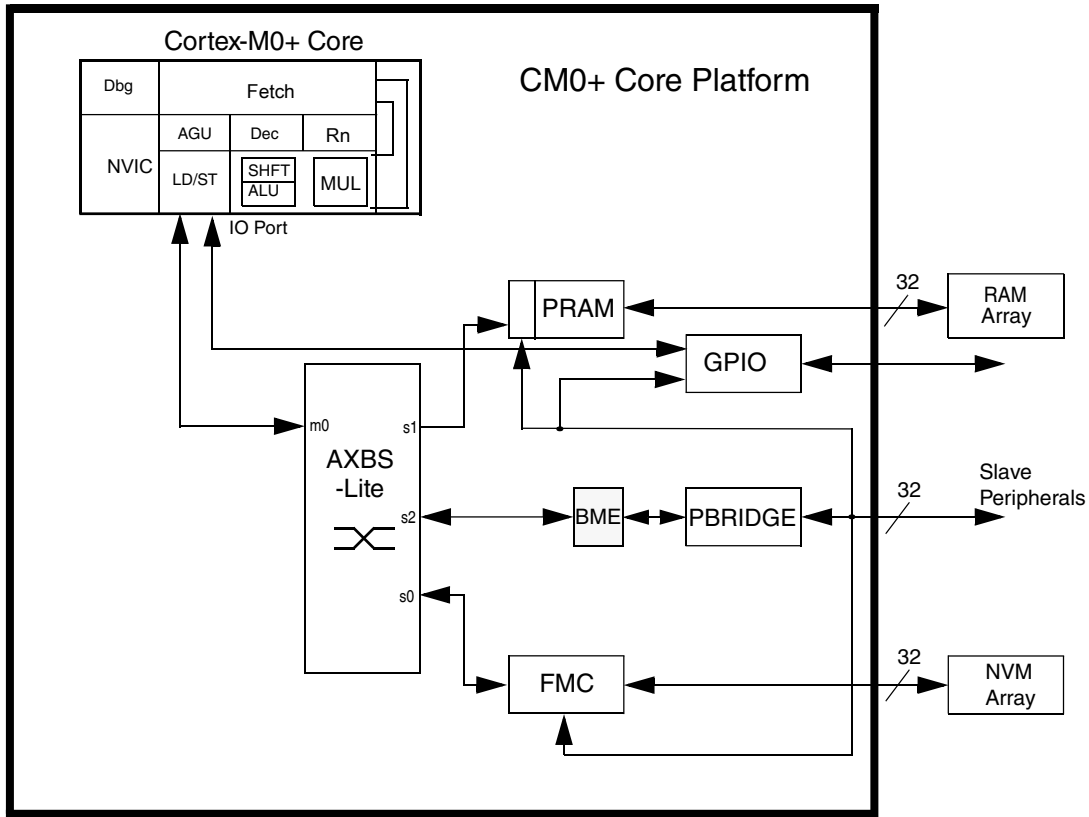 Cortex-M0+ Core
CM0+ Core Platform
Dbg
Fetch
AGU
Dec
Rn
NVIC
LD/ST
SHFT
ALU
MUL
IO Port
PRAM
32
RAM
Array
GPIO
m0
s1
AXBS
-Lite
s2
s0
BME
PBRIDGE
32
Slave
Peripherals
FMC
32
NVM
Array